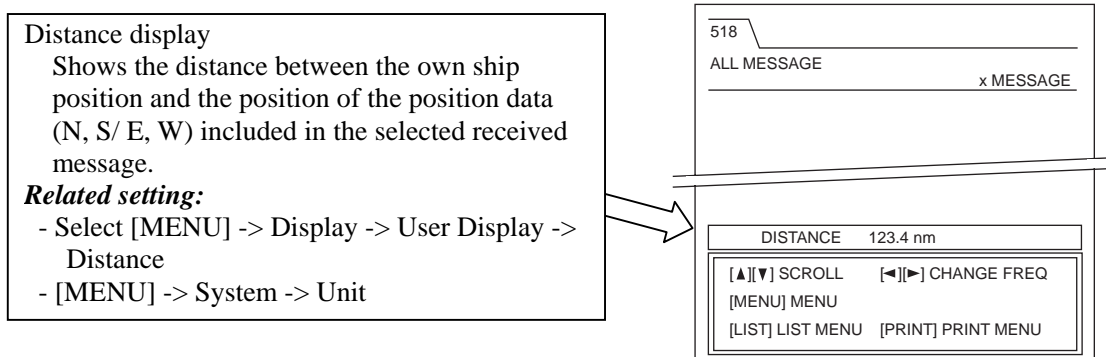 Distance display
Shows the distance between the own ship
position and the position of the position data
(N, S/ E, W) included in the selected received
message.
Related setting:
- Select [MENU] -> Display -> User Display ->
Distance
- [MENU] -> System -> Unit
518
ALL MESSAGE
x MESSAGE
DISTANCE 123.4 nm
[▲][▼] SCROLL [◄][►] CHANGE FREQ
[MENU] MENU
[LIST] LIST MENU [PRINT] PRINT MENU